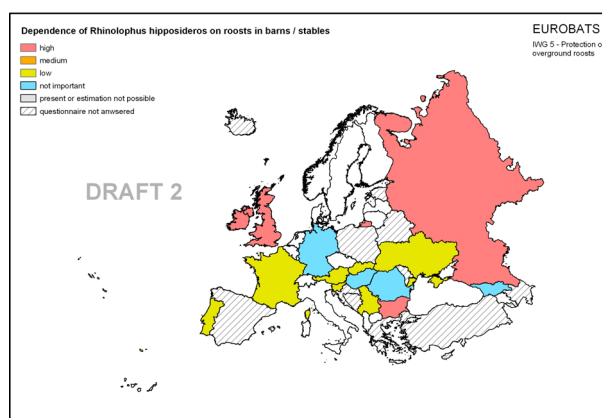 Dependence of Rhinolophus hipposideros on roosts in barns / stables
high
medium
low
not important
present or estimation not possible
questionnaire not anwsered
EUROBATS
IWG 5 - Protection o
overground roosts
DRAFT 2